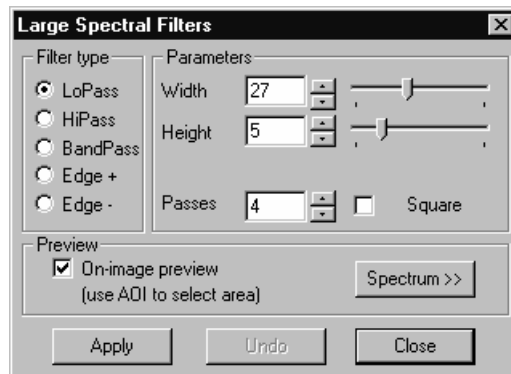 Large Spectral Filters
Filter type
LoPass
HiPass
BandPass
Edge +
Edge -
Parameters
Width 27
Height 5
Passes 4 Square
Preview
On-image preview
(use AOI to select area)
Spectrum >>
Apply Undo Close